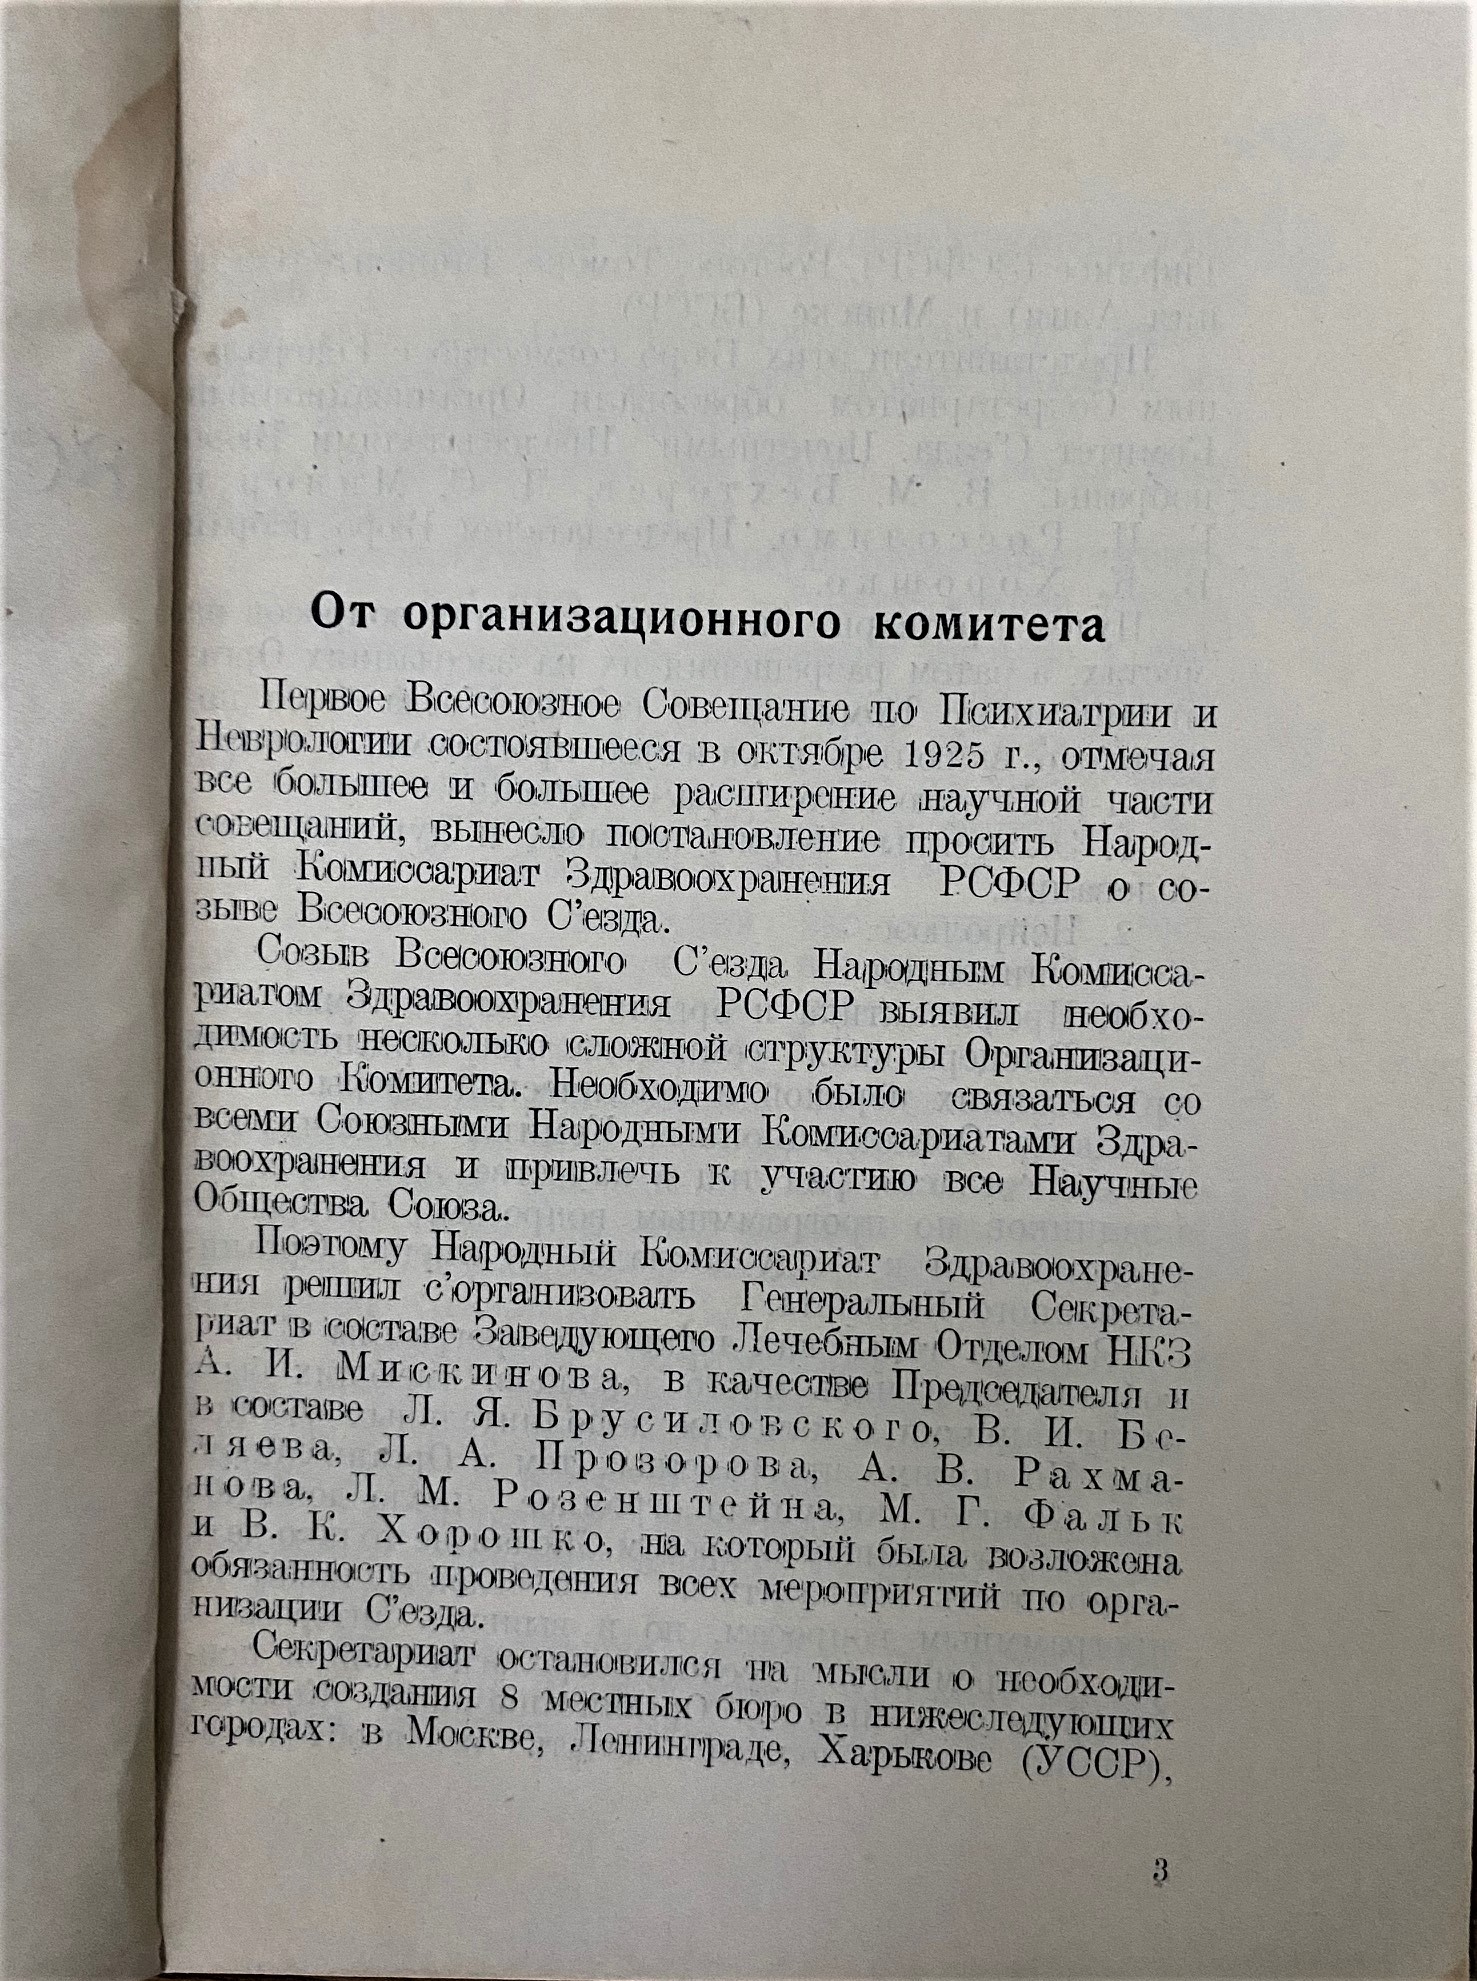 От организационного комитета
Первое Всесоюзное Совещание по Психиатрии и
Неврологии состоявшееся в октябре 1925 г., отмечая
все большее и большее расширение научной части
совещаний, вынесло постановление просить Народ-
ный Комиссариат Здравоохранения РСФСР о со-
зыве Всесоюзного С'езда.
Созыв Всесоюзного С'езда Народным Комисса-
риатом Здравоохранения РСФСР выявил необхо-
димость несколько сложной структуры Организаци-
онного Комитета. Необходимо было связаться со
всеми Союзными Народными Комиссариатами Здра-
воохранения и привлечь к участию все Научные
Общества Союза.
Поэтому Народный Комиссариат Здравоохране-
ния решил с'организовать Генеральный Секрета-
риат в составе Заведующего Лечебным Отделом НКЗ
А. И. Мискинова, в качестве Председателя и
в составе Л. Я. Брусиловского, В. И. Бе-
ляева, Л. А. Прозорова, А. В. Рахма-
нова, Л. М. Розенштейна, М. Г. Фальк
и В. К. Хорошко, на который была возложена
обязанность проведения всех мероприятий по орга-
низации С'езда.
Секретариат остановился на мысли о необходи-
мости создания 8 местных бюро в нижеследующих
городах: в Москве, Ленинграде, Харькове (УССР),
3